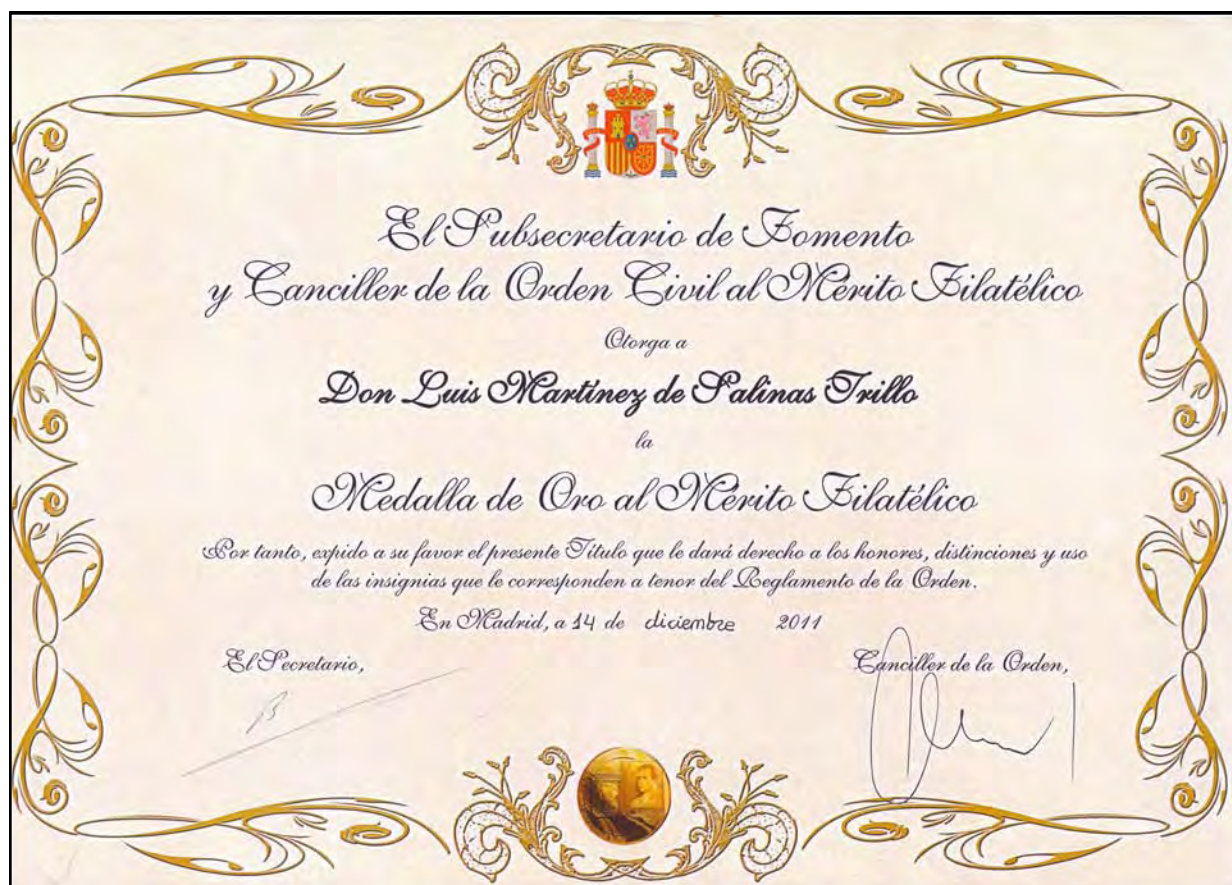 El Subsecretario de Fomento
y Canciller de la Orden Civil al Mérito Filatélico
Otorga a
Don Luis Martínez de Salinas Trillo
la
Medalla de Oro al Mérito Filatélico
Por tanto, expido a su favor el presente Título que le dará derecho a los honores, distinciones y uso
de las insignias que le corresponden a tenor del Reglamento de la Orden.
En Madrid, a 14 de diciembre 2011
El Secretario,
Canciller de la Orden,